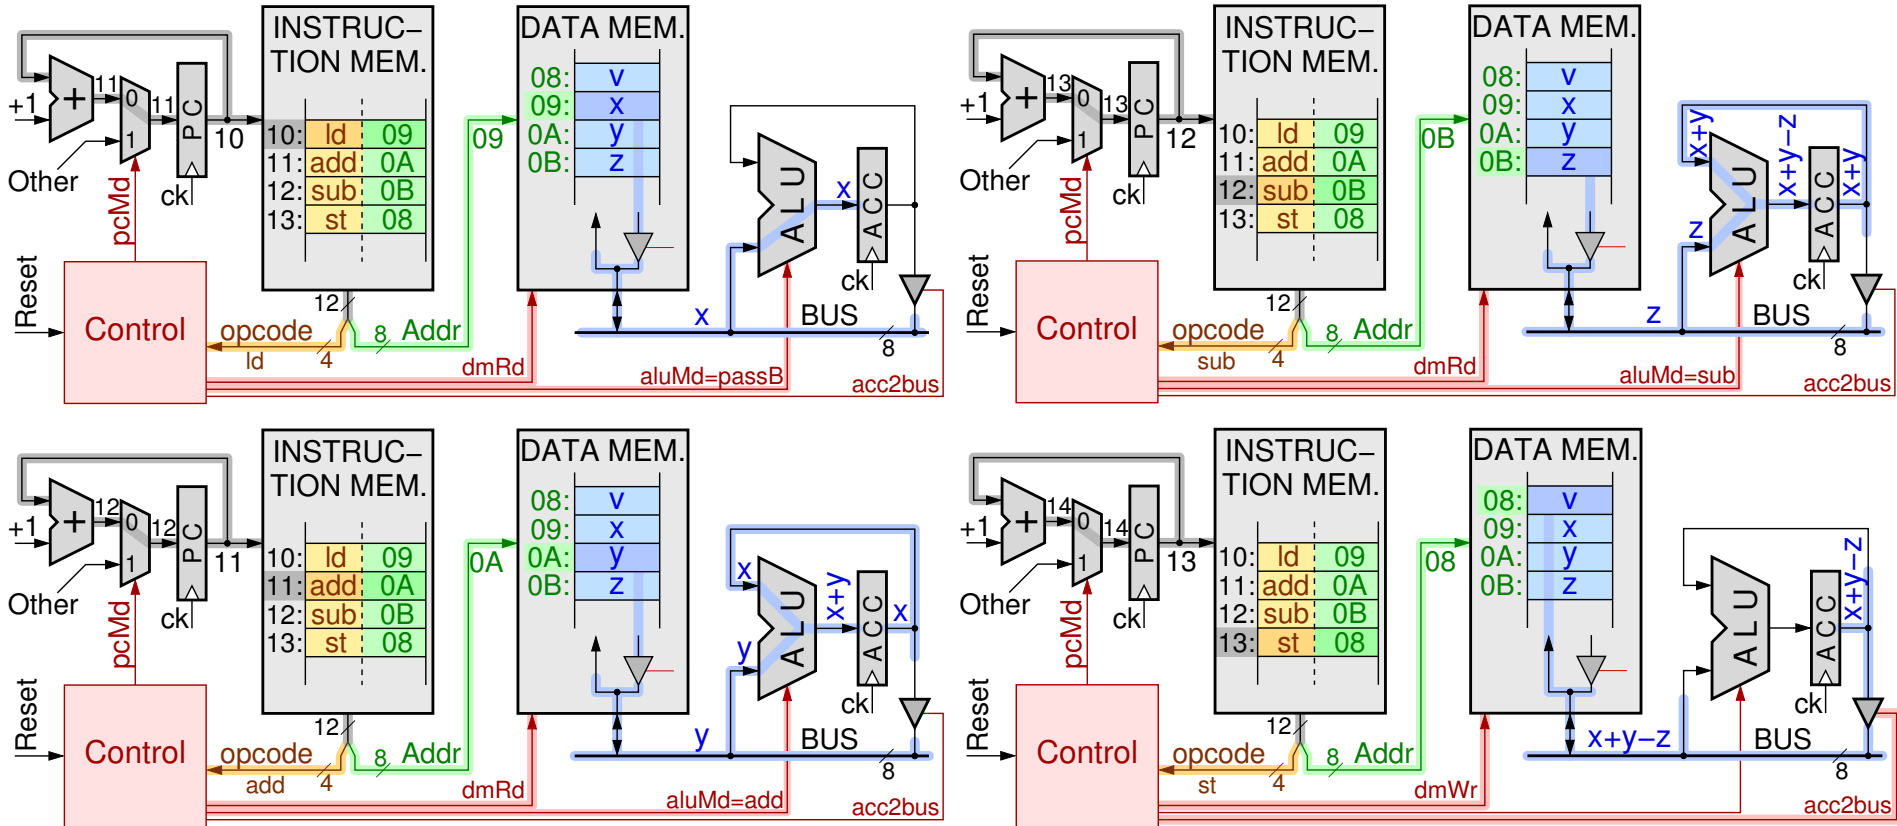 INSTRUC–
TION MEM.
DATA MEM.
+1
+
11
0
1
11
PC
10
Other
pcMd
ck
10: ld 09
11: add 0A
12: sub 0B
13: st 08
09
08: v
09: x
0A: y
0B: z
ALU
x
ACC
ck
Reset
Control
12
opcode
ld
4
8
Addr
x
BUS
8
dmRd
aluMd=passB
acc2bus
INSTRUC–
TION MEM.
DATA MEM.
+1
+
13
0
1
13
PC
12
Other
pcMd
ck
10: ld 09
11: add 0A
12: sub 0B
13: st 08
0B
08: v
09: x
0A: y
0B: z
x+y
z
ALU
x+y–z
ACC
x+y
ck
Reset
Control
12
opcode
sub
4
8
Addr
z
BUS
8
dmRd
aluMd=sub
acc2bus
INSTRUC–
TION MEM.
DATA MEM.
+1
+
12
0
1
12
PC
11
Other
pcMd
ck
10: ld 09
11: add 0A
12: sub 0B
13: st 08
0A
08: v
09: x
0A: y
0B: z
x
y
ALU
x+y
ACC
x
ck
Reset
Control
12
opcode
add
4
8
Addr
y
BUS
8
dmRd
aluMd=add
acc2bus
INSTRUC–
TION MEM.
DATA MEM.
+1
+
14
0
1
14
PC
13
Other
pcMd
ck
10: ld 09
11: add 0A
12: sub 0B
13: st 08
08
08: v
09: x
0A: y
0B: z
ALU
ACC
x+y–z
ck
Reset
Control
12
opcode
st
4
8
Addr
x+y–z
BUS
8
dmWr
acc2bus